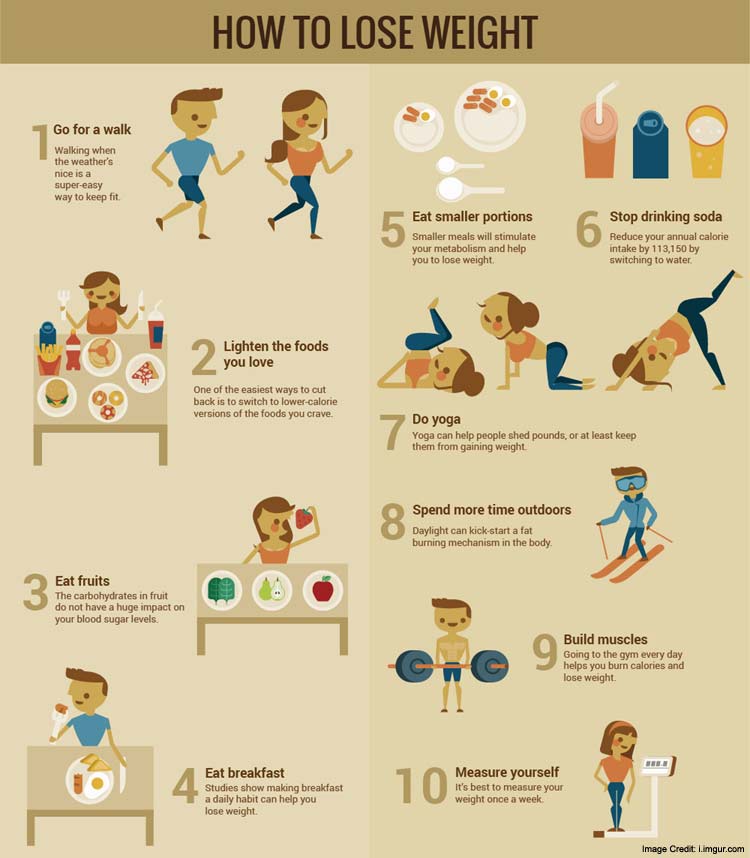 HOW TO LOSE WEIGHT
1 Go for a walk
Walking when
the weather's
nice is a
super-easy
way to keep fit.
2 Lighten the foods
you love
One of the easiest ways to cut
back is to switch to lower-calorie
versions of the foods you crave.
3 Eat fruits
The carbohydrates in fruit
do not have a huge impact on
your blood sugar levels.
4 Eat breakfast
Studies show making breakfast
a daily habit can help you
lose weight.
5 Eat smaller portions
Smaller meals will stimulate
your metabolism and help
you to lose weight.
6 Stop drinking soda
Reduce your annual calorie
intake by 113,150 by
switching to water.
7 Do yoga
Yoga can help people shed pounds, or at least keep
them from gaining weight.
8 Spend more time outdoors
Daylight can kick-start a fat
burning mechanism in the body.
9 Build muscles
Going to the gym every day
helps you burn calories and
lose weight.
10 Measure yourself
It's best to measure your
weight once a week.
Image Credit: i.imgur.com